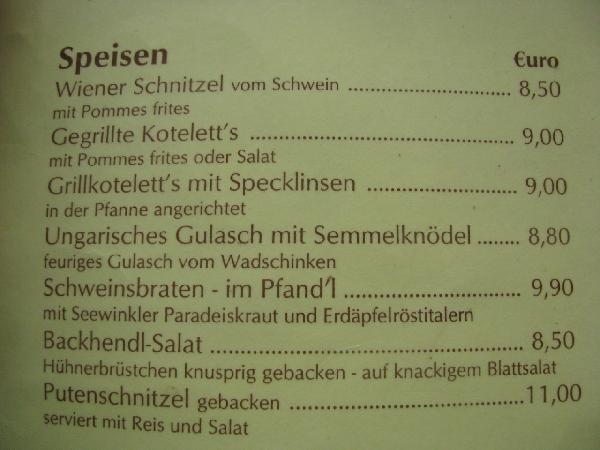 Speisen €uro
Wiener Schnitzel vom Schwein .............................. 8,50
mit Pommes frites
Gegrillte Kotelett's ................................................ 9,00
mit Pommes frites oder Salat
Grillkotelett's mit Specklinsen ........................... 9,00
in der Pfanne angerichtet
Ungarisches Gulasch mit Semmelknödel ........ 8,80
feuriges Gulasch vom Wadschinken
Schweinsbraten - im Pfand'l ................................ 9,90
mit Seewinkler Paradeiskraut und Erdäpfelröstitalern
Backhendl-Salat ...................................................... 8,50
Hühnerbrüstchen knusprig gebacken - auf knackigem Blattsalat
Putenschnitzel gebacken ........................................ 11,00
serviert mit Reis und Salat